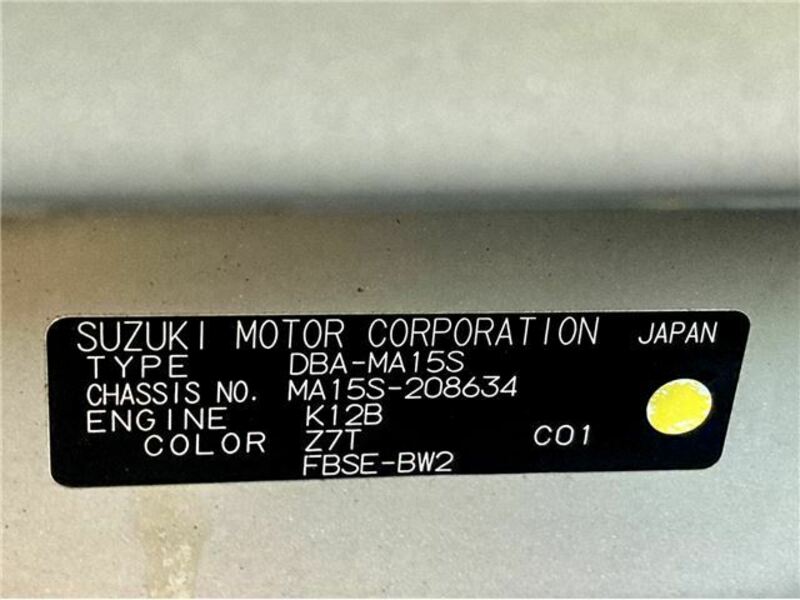 SUZUKI MOTOR CORPORATION JAPAN
TYPE DBA-MA15S
CHASSIS NO. MA15S-208634
ENGINE K12B
COLOR Z7T C01
FBSE-BW2